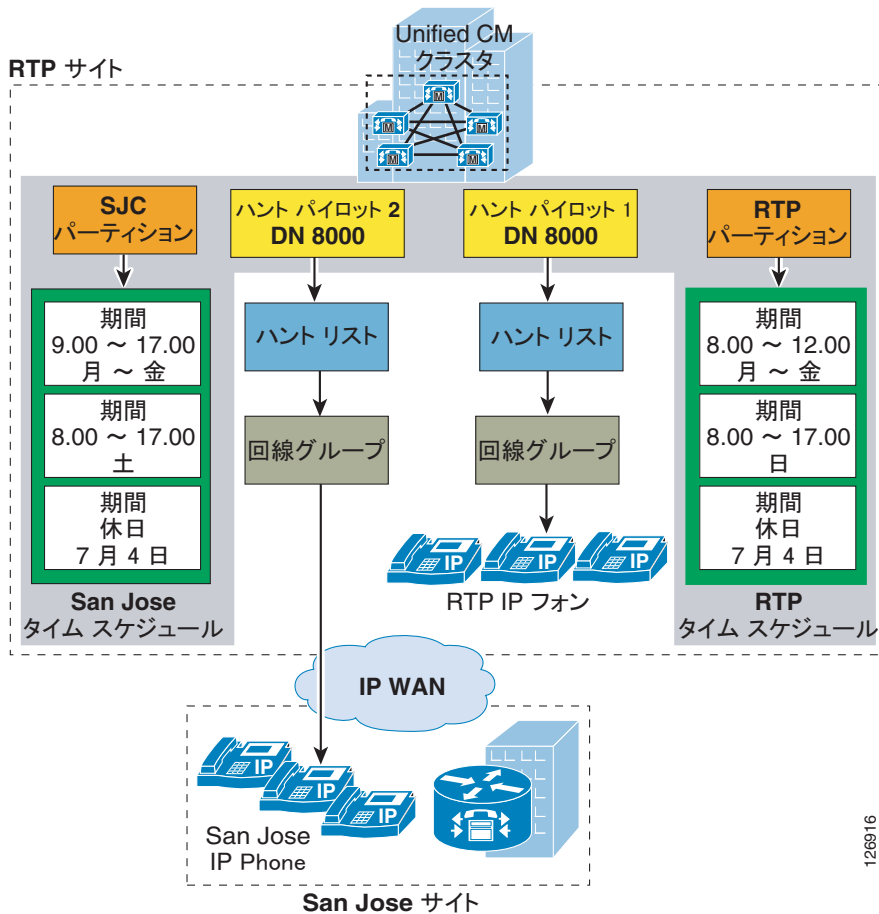 Unified CM
クラスタ
RTP サイト
M
M
M
M
M
SJC
パーティション
ハント パイロット 2
DN 8000
ハント パイロット 1
DN 8000
RTP
パーティション
期間
9.00 ～ 17.00
月 ～ 金
期間
8.00 ～ 17.00
土
期間
休日
7 月 4 日
San Jose
タイム スケジュール
ハント リスト
回線グループ
ハント リスト
回線グループ
IP
IP
IP
RTP IP フォン
期間
8.00 ～ 12.00
月 ～ 金
期間
8.00 ～ 17.00
日
期間
休日
7 月 4 日
RTP
タイム スケジュール
IP WAN
IP
IP
IP
San Jose
IP Phone
San Jose サイト
126916